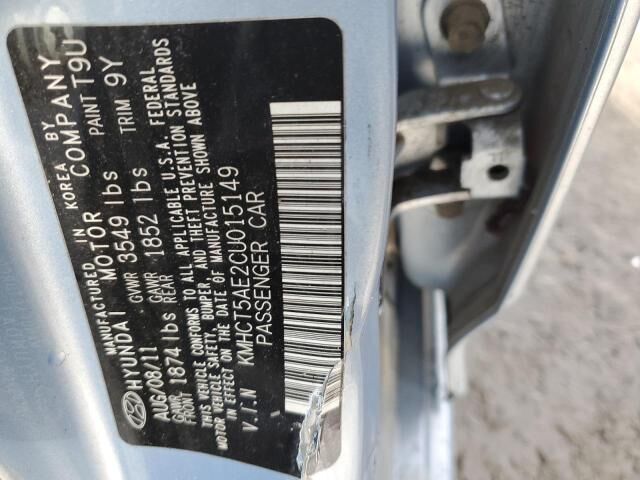 MANUFACTURED IN KOREA BY
HYUNDAI MOTOR COMPANY
AUG/08/11 GVWR 3549 lbs PAINT T9U
GAWR FRONT 1874 lbs GAWR REAR 1852 lbs TRIM 9Y
THIS VEHICLE CONFORMS TO ALL APPLICABLE U.S.A. FEDERAL
MOTOR VEHICLE SAFETY, BUMPER, AND THEFT PREVENTION STANDARDS
IN EFFECT ON THE DATE OF MANUFACTURE SHOWN ABOVE
V.I.N KMHCT5AE2CU015149
PASSENGER CAR